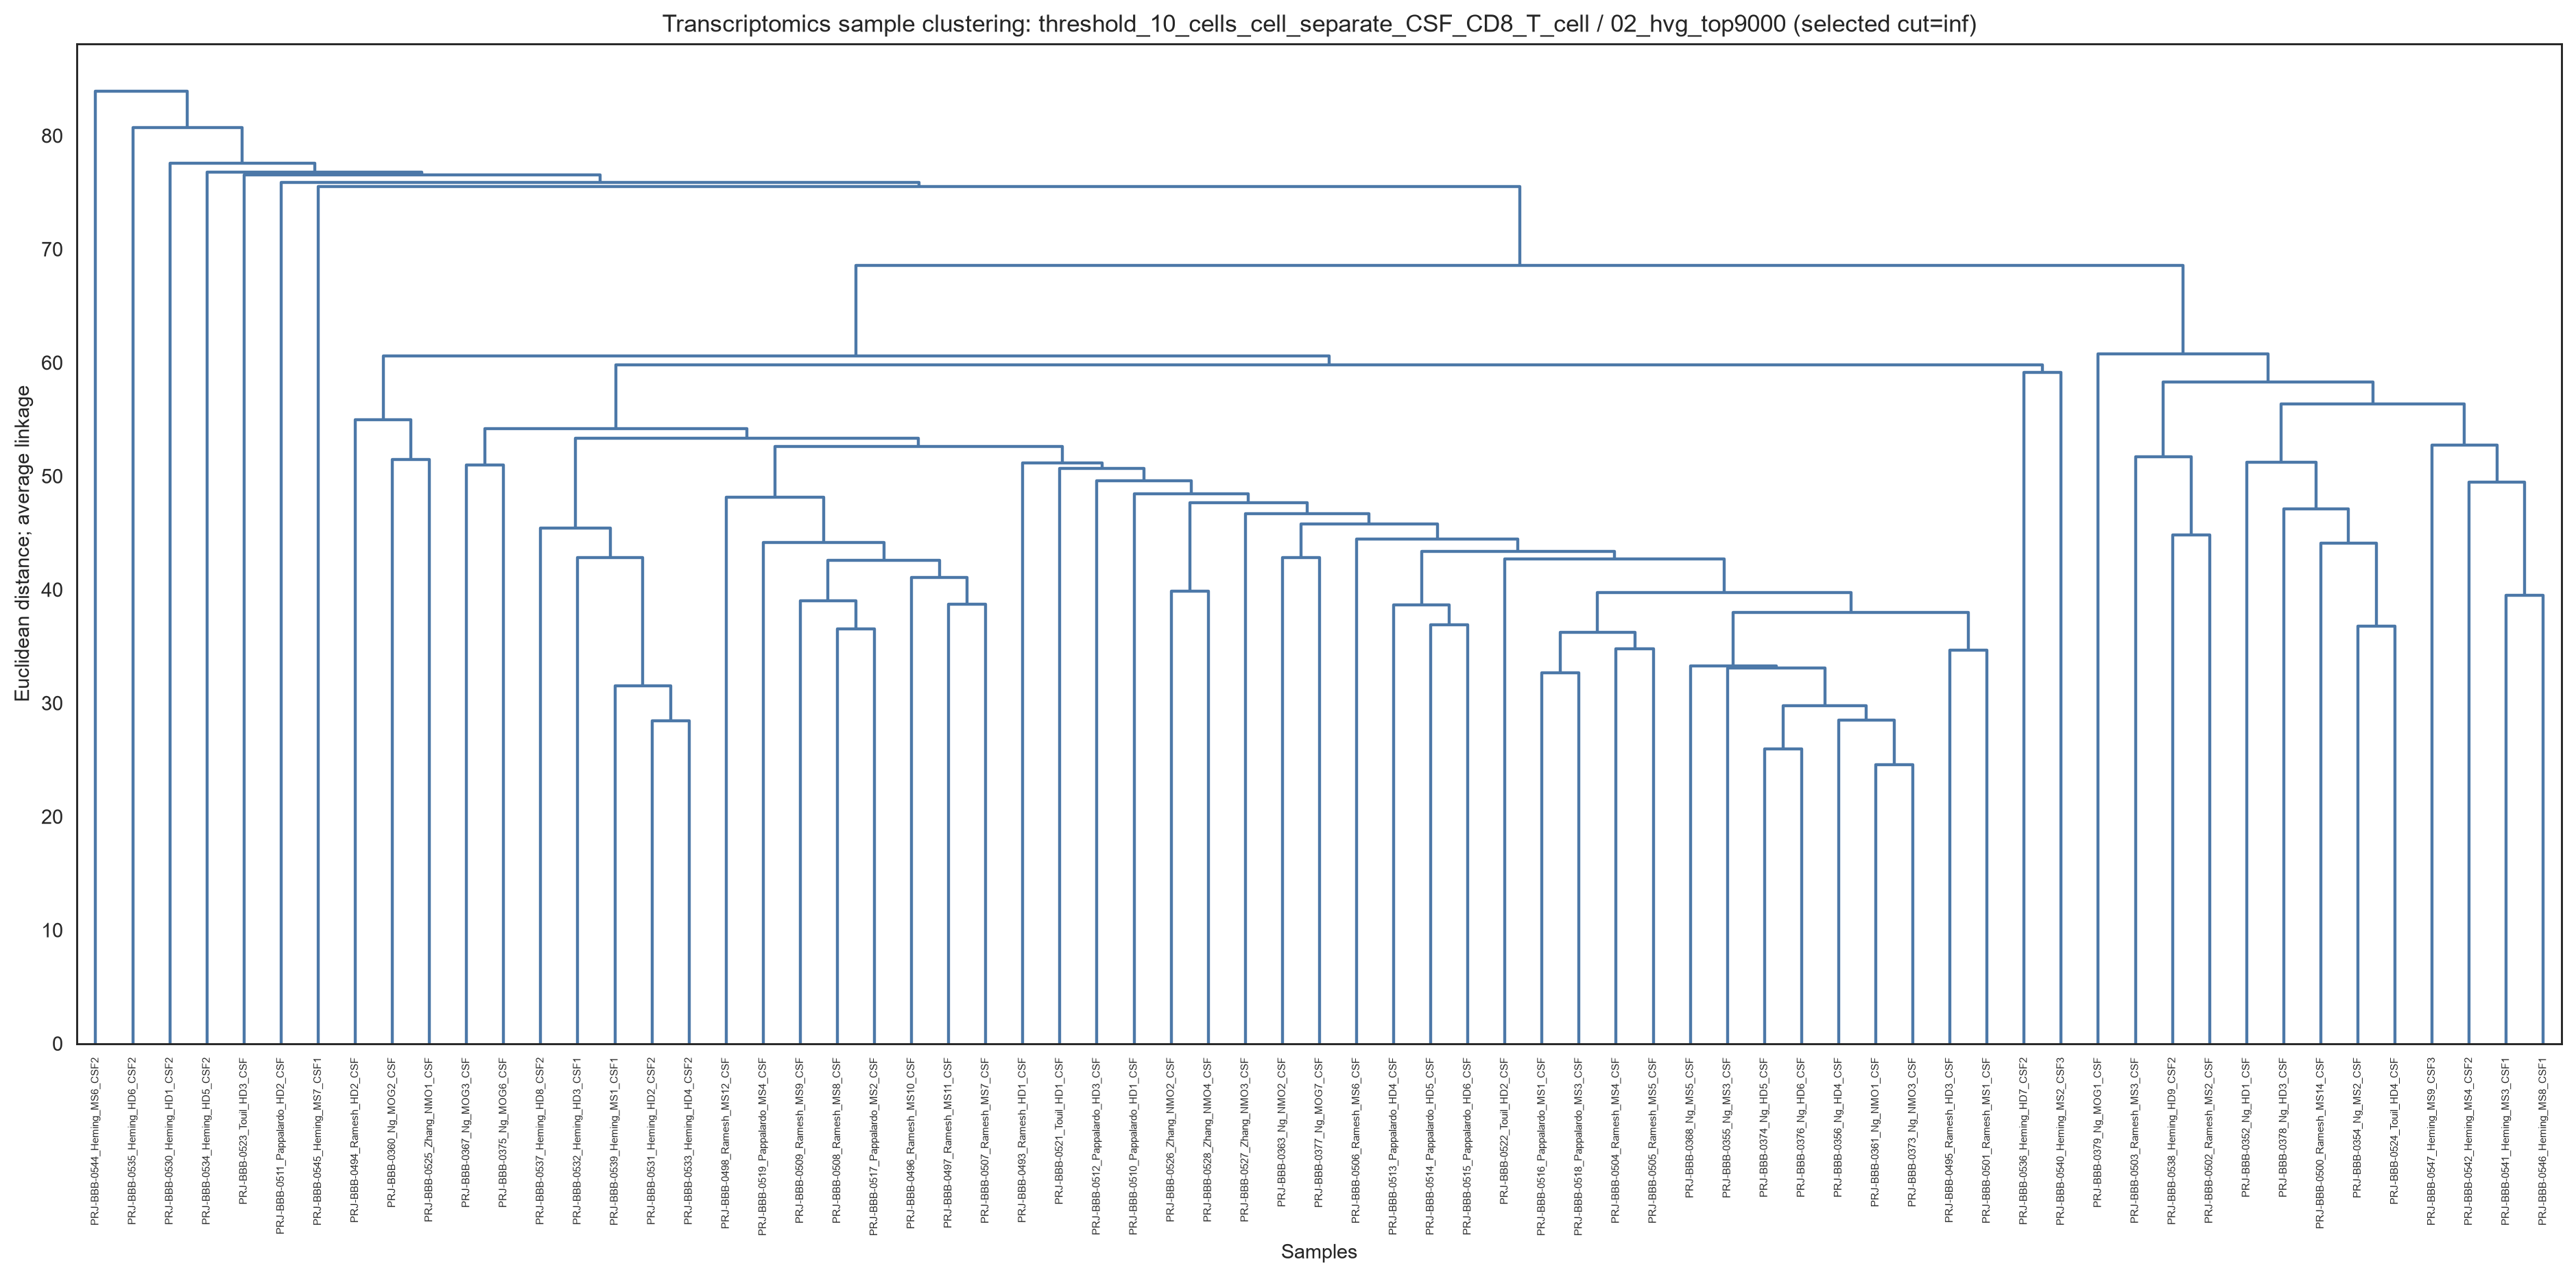 Transcriptomics sample clustering: threshold_10_cells_cell_separate_CSF_CD8_T_cell / 02_hvg_top9000 (selected cut=inf)
Euclidean distance; average linkage
80
70
60
50
40
30
20
10
0
PRJ-BBB-0544_Heming_MS6_CSF2
PRJ-BBB-0535_Heming_HD6_CSF2
PRJ-BBB-0530_Heming_HD1_CSF2
PRJ-BBB-0534_Heming_HD5_CSF2
PRJ-BBB-0523_Touil_HD3_CSF
PRJ-BBB-0511_Pappalardo_HD2_CSF
PRJ-BBB-0545_Heming_MS7_CSF1
PRJ-BBB-0494_Ramesh_HD2_CSF
PRJ-BBB-0360_Ng_MOG2_CSF
PRJ-BBB-0525_Zhang_NMO1_CSF
PRJ-BBB-0367_Ng_MOG3_CSF
PRJ-BBB-0375_Ng_MOG6_CSF
PRJ-BBB-0537_Heming_HD8_CSF2
PRJ-BBB-0532_Heming_HD3_CSF1
PRJ-BBB-0539_Heming_MS1_CSF1
PRJ-BBB-0531_Heming_HD2_CSF2
PRJ-BBB-0533_Heming_HD4_CSF2
PRJ-BBB-0498_Ramesh_MS12_CSF
PRJ-BBB-0519_Pappalardo_MS4_CSF
PRJ-BBB-0509_Ramesh_MS9_CSF
PRJ-BBB-0508_Ramesh_MS8_CSF
PRJ-BBB-0517_Pappalardo_MS2_CSF
PRJ-BBB-0496_Ramesh_MS10_CSF
PRJ-BBB-0497_Ramesh_MS11_CSF
PRJ-BBB-0507_Ramesh_MS7_CSF
PRJ-BBB-0493_Ramesh_HD1_CSF
PRJ-BBB-0521_Touil_HD1_CSF
PRJ-BBB-0512_Pappalardo_HD3_CSF
PRJ-BBB-0510_Pappalardo_HD1_CSF
PRJ-BBB-0526_Zhang_NMO2_CSF
PRJ-BBB-0528_Zhang_NMO4_CSF
PRJ-BBB-0527_Zhang_NMO3_CSF
PRJ-BBB-0363_Ng_NMO2_CSF
PRJ-BBB-0377_Ng_MOG7_CSF
PRJ-BBB-0506_Ramesh_MS6_CSF
PRJ-BBB-0513_Pappalardo_HD4_CSF
PRJ-BBB-0514_Pappalardo_HD5_CSF
PRJ-BBB-0515_Pappalardo_HD6_CSF
PRJ-BBB-0522_Touil_HD2_CSF
PRJ-BBB-0516_Pappalardo_MS1_CSF
PRJ-BBB-0518_Pappalardo_MS3_CSF
PRJ-BBB-0504_Ramesh_MS4_CSF
PRJ-BBB-0505_Ramesh_MS5_CSF
PRJ-BBB-0368_Ng_MS5_CSF
PRJ-BBB-0355_Ng_MS3_CSF
PRJ-BBB-0374_Ng_HD5_CSF
PRJ-BBB-0376_Ng_HD6_CSF
PRJ-BBB-0356_Ng_HD4_CSF
PRJ-BBB-0361_Ng_NMO1_CSF
PRJ-BBB-0373_Ng_NMO3_CSF
PRJ-BBB-0495_Ramesh_HD3_CSF
PRJ-BBB-0501_Ramesh_MS1_CSF
PRJ-BBB-0536_Heming_HD7_CSF2
PRJ-BBB-0540_Heming_MS2_CSF3
PRJ-BBB-0379_Ng_MOG1_CSF
PRJ-BBB-0503_Ramesh_MS3_CSF
PRJ-BBB-0538_Heming_HD9_CSF2
PRJ-BBB-0502_Ramesh_MS2_CSF
PRJ-BBB-0352_Ng_HD1_CSF
PRJ-BBB-0378_Ng_HD3_CSF
PRJ-BBB-0500_Ramesh_MS14_CSF
PRJ-BBB-0354_Ng_MS2_CSF
PRJ-BBB-0524_Touil_HD4_CSF
PRJ-BBB-0547_Heming_MS9_CSF3
PRJ-BBB-0542_Heming_MS4_CSF2
PRJ-BBB-0541_Heming_MS3_CSF1
PRJ-BBB-0546_Heming_MS8_CSF1
Samples